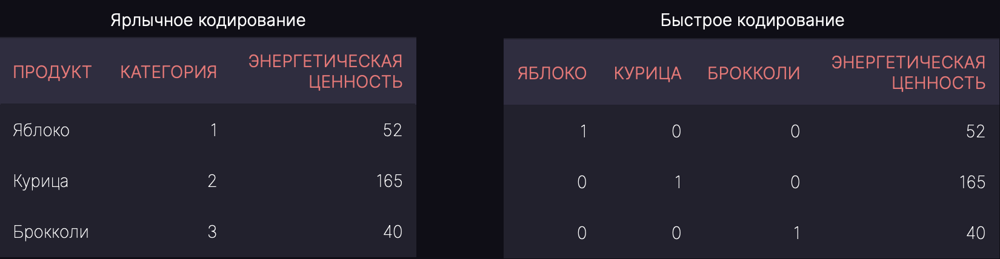 Ярлычное кодирование
ПРОДУКТ КАТЕГОРИЯ ЭНЕРГЕТИЧЕСКАЯ
ЦЕННОСТЬ
Яблоко 1 52
Курица 2 165
Брокколи 3 40
Быстрое кодирование
ЯБЛОКО КУРИЦА БРОККОЛИ ЭНЕРГЕТИЧЕСКАЯ
ЦЕННОСТЬ
1 0 0 52
0 1 0 165
0 0 1 40